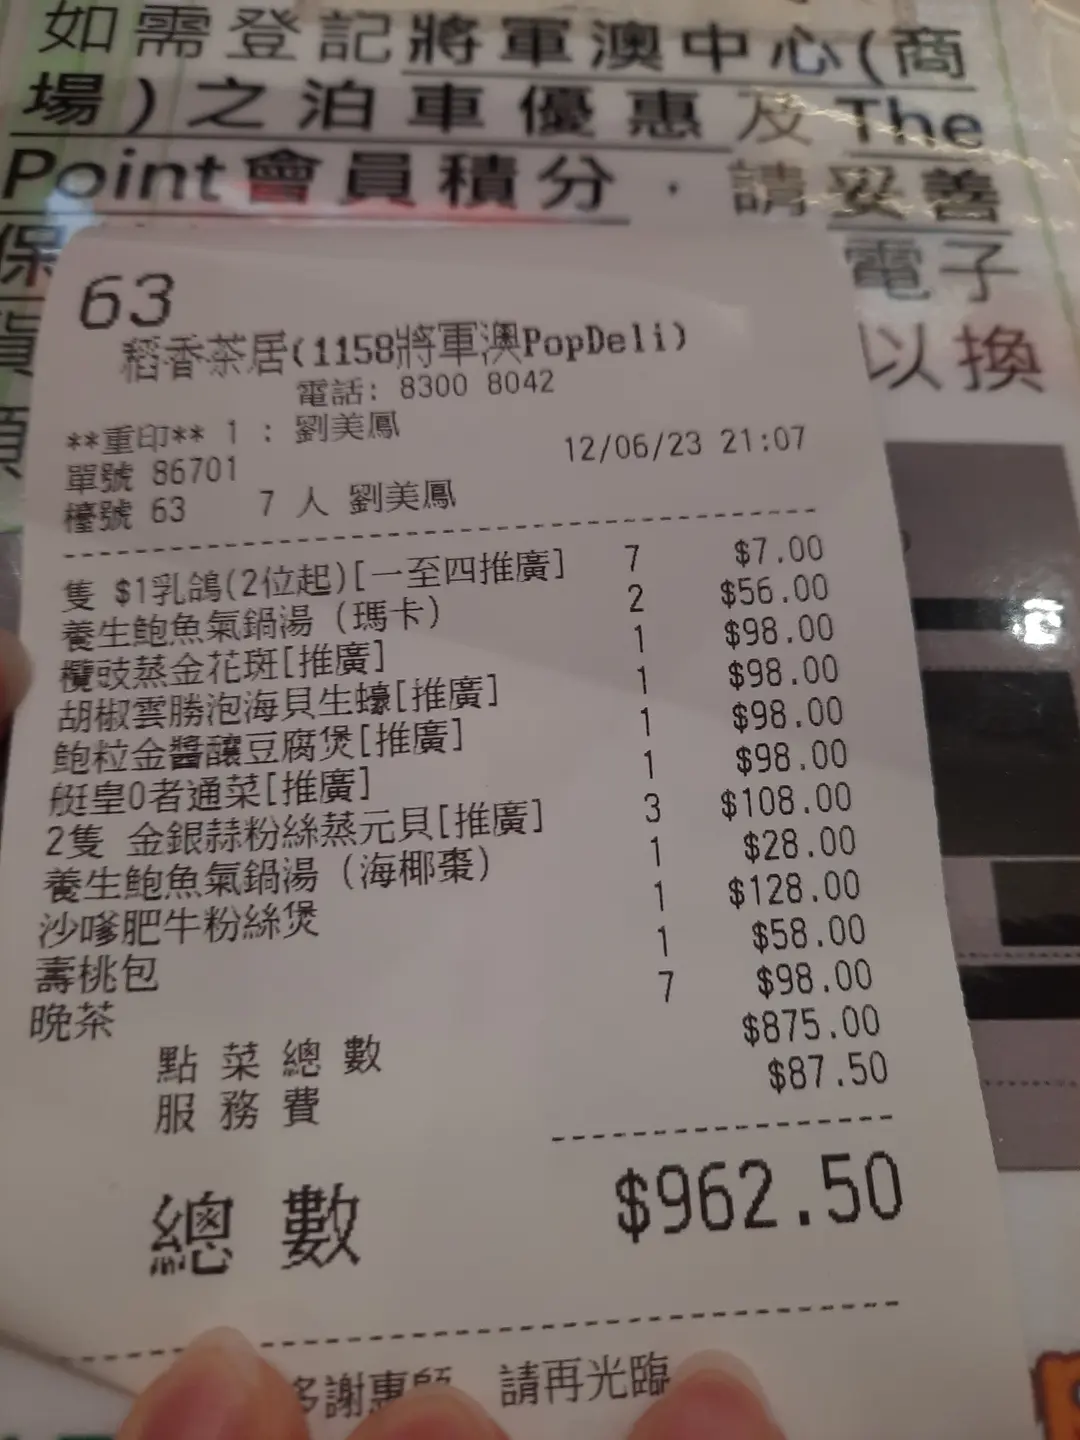 如需登記將軍澳中心(商
場)之泊車優惠及The
Point會員積分，請妥善
保
電子
以換
63
稻香茶居(1158將軍澳PopDeli)
電話: 8300 8042
**重印** 1 : 劉美鳳
單號 86701 12/06/23 21:07
檯號 63 7 人 劉美鳳
隻 $1乳鴿(2位起)[一至四推廣] 7 $7.00
養生鮑魚氣鍋湯 (瑪卡) 2 $56.00
欖豉蒸金花斑[推廣] 1 $98.00
胡椒雲勝泡海貝生蠔[推廣] 1 $98.00
鮑粒金醬釀豆腐煲[推廣] 1 $98.00
艇皇0者通菜[推廣] 1 $98.00
2隻 金銀蒜粉絲蒸元貝[推廣] 3 $108.00
養生鮑魚氣鍋湯 (海椰棗) 1 $28.00
沙嗲肥牛粉絲煲 1 $128.00
壽桃包 1 $58.00
晚茶 7 $98.00
點菜總數 $875.00
服務費 $87.50
總數 $962.50
多謝惠顧 請再光臨